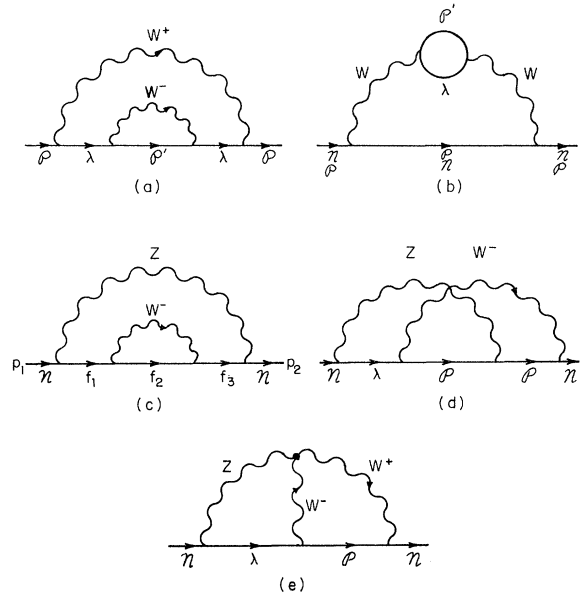 W⁺
W⁻
𝒫 λ 𝒫′ λ 𝒫
(a)
𝒫′
W W
λ
𝓃 𝒫 𝓃
𝒫 𝓃 𝒫
(b)
Z
W⁻
p₁ 𝓃 f₁ f₂ f₃ 𝓃 p₂
(c)
Z W⁻
𝓃 λ 𝒫 𝒫 𝓃
(d)
Z W⁺
W⁻
𝓃 λ 𝒫 𝓃
(e)